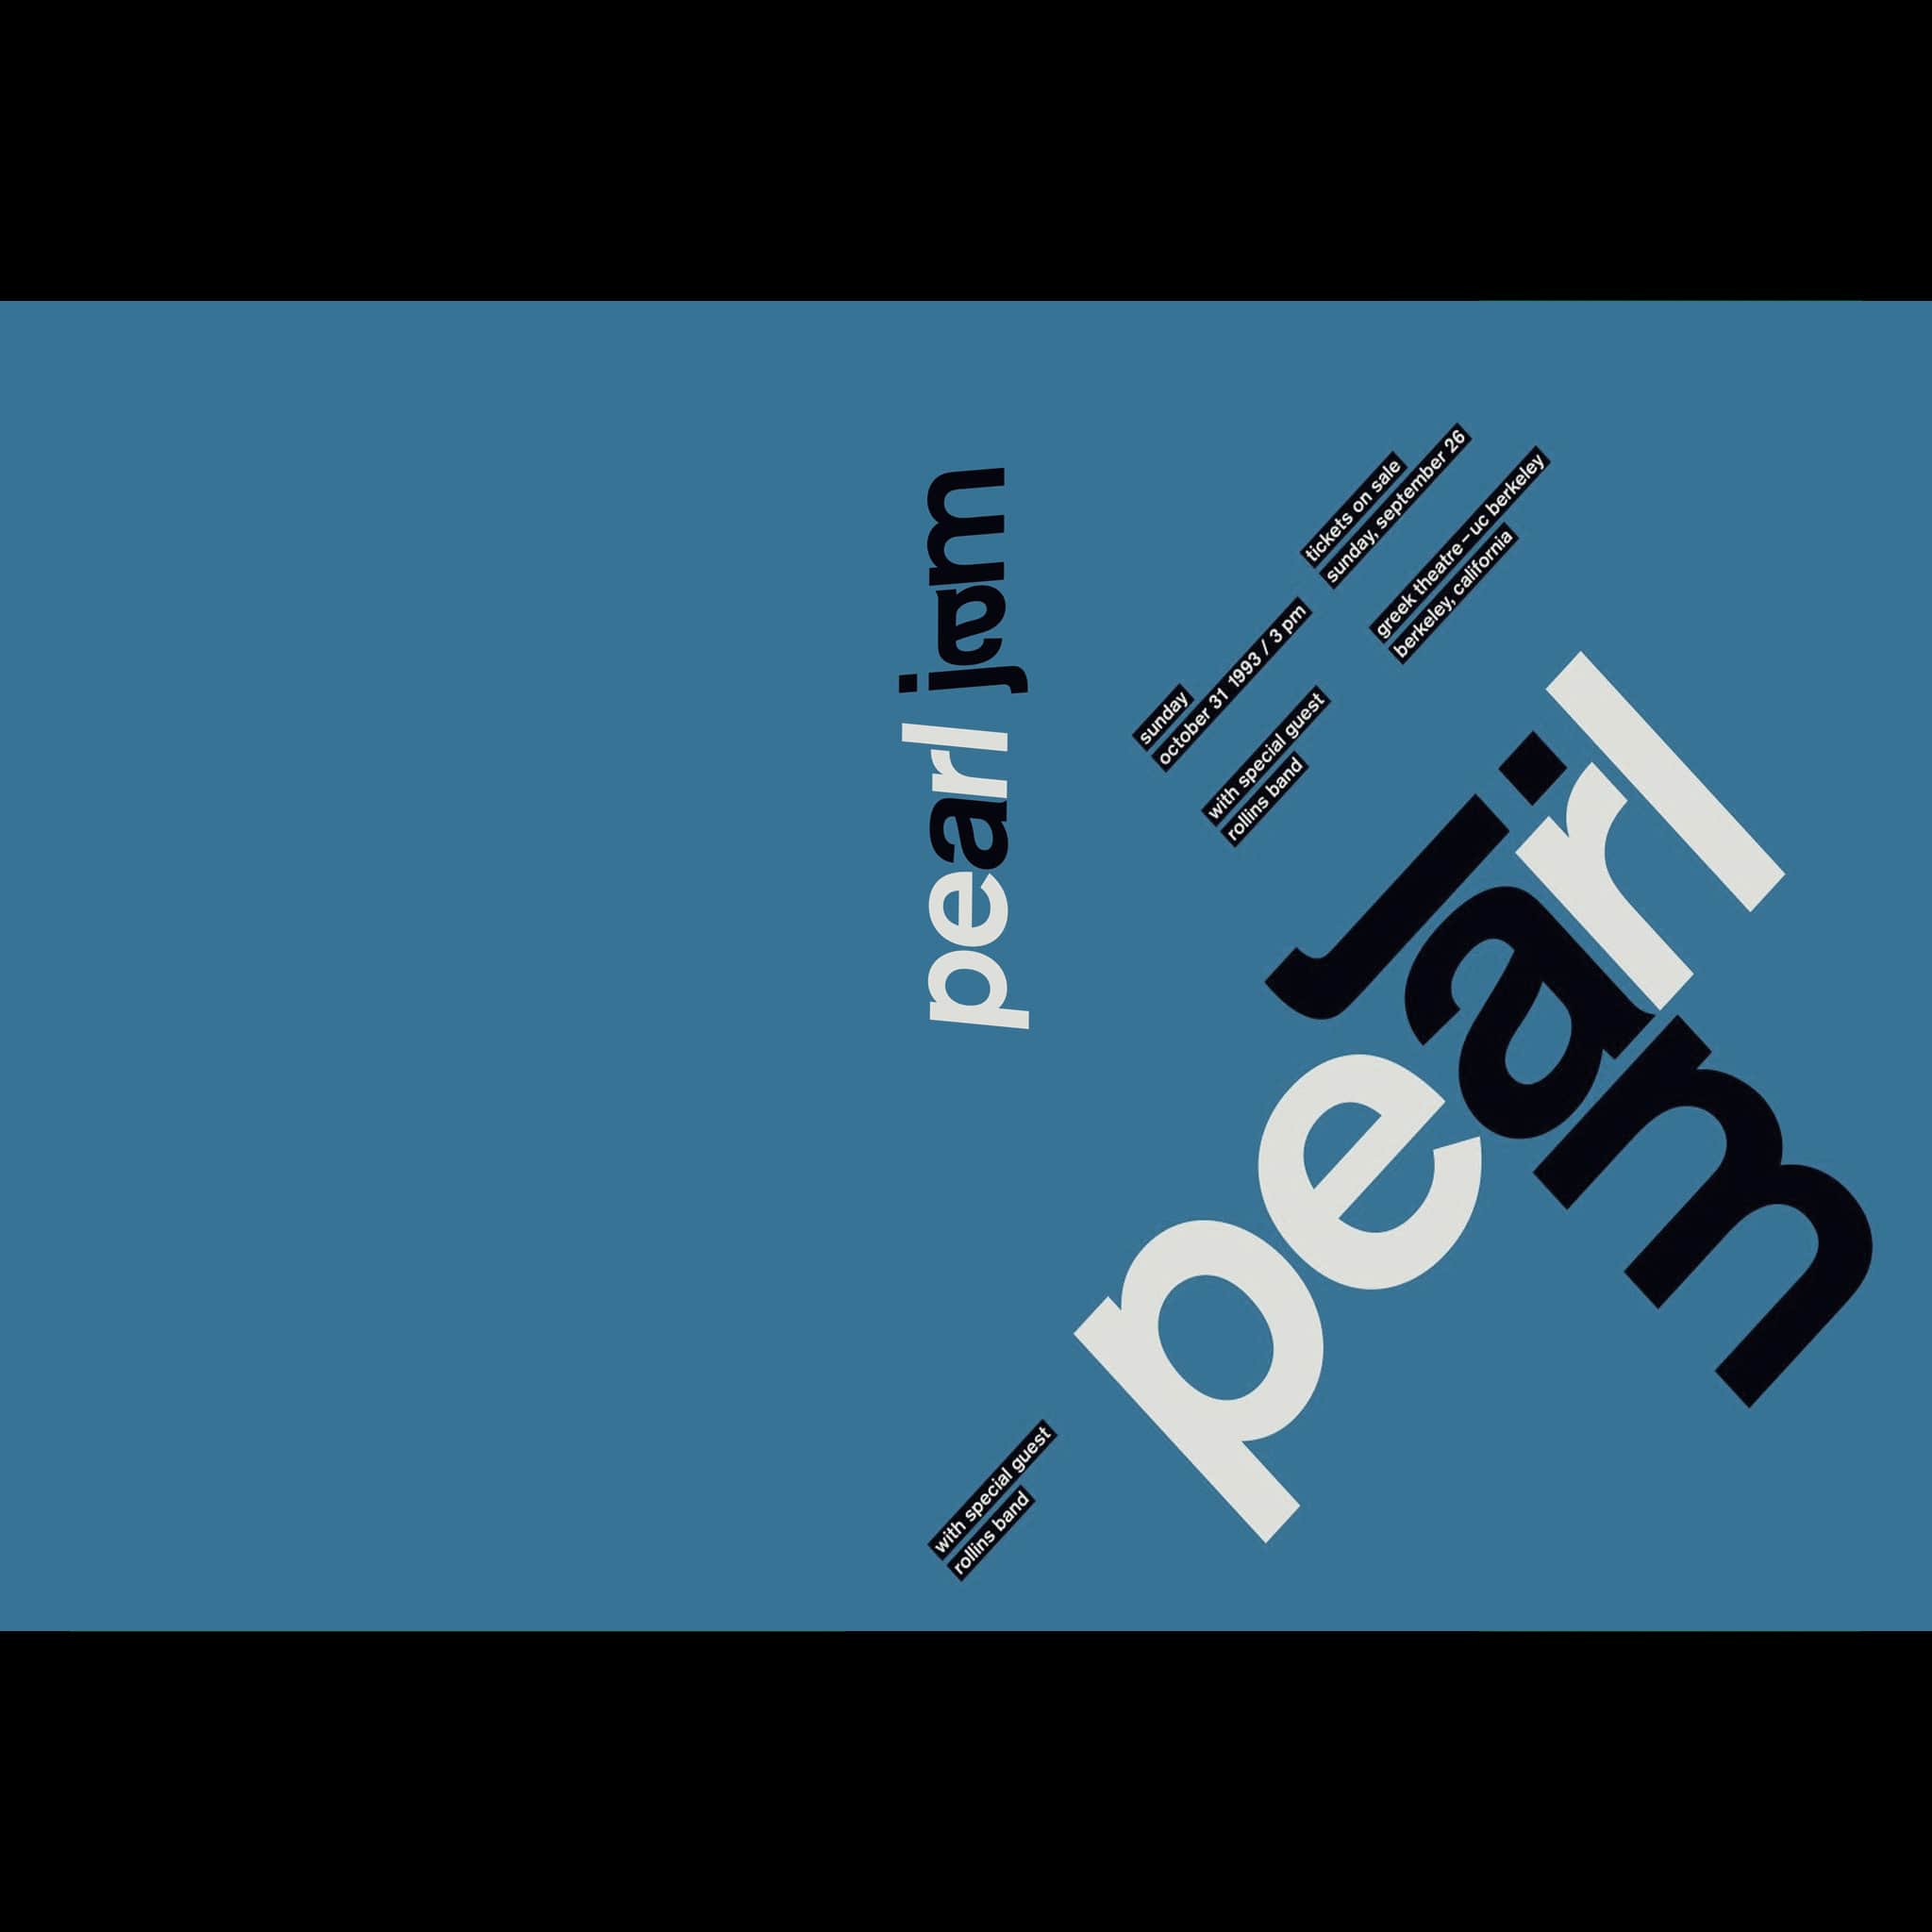 pearl jam
tickets on sale
sunday, september 26
greek theatre – uc berkeley
berkeley, california
sunday
october 31 1993 / 3 pm
with special guest
rollins band
pearl
jam
with special guest
rollins band